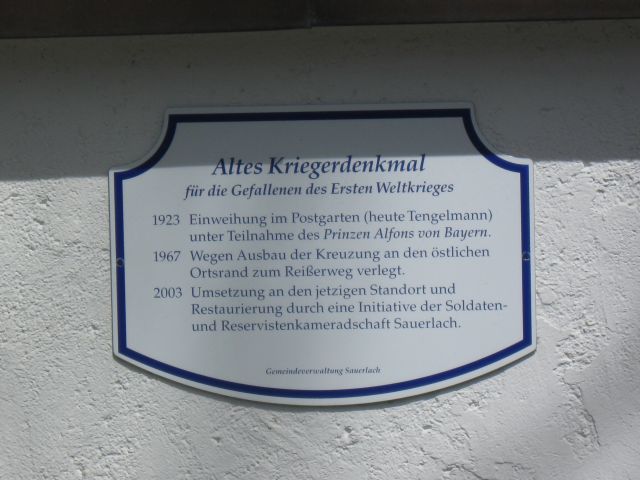 Altes Kriegerdenkmal
für die Gefallenen des Ersten Weltkrieges
1923 Einweihung im Postgarten (heute Tengelmann)
unter Teilnahme des Prinzen Alfons von Bayern.
1967 Wegen Ausbau der Kreuzung an den östlichen
Ortsrand zum Reißerweg verlegt.
2003 Umsetzung an den jetzigen Standort und
Restaurierung durch eine Initiative der Soldaten-
und Reservistenkameradschaft Sauerlach.
Gemeindeverwaltung Sauerlach